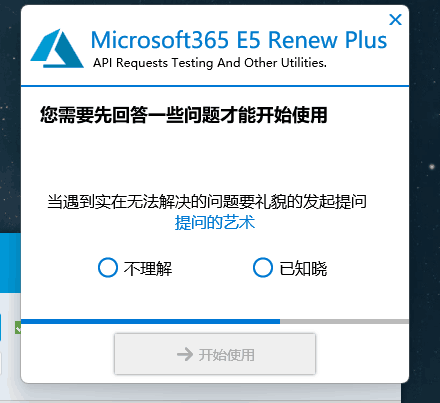 Microsoft365 E5 Renew Plus
API Requests Testing And Other Utilities.
您需要先回答一些问题才能开始使用
当遇到实在无法解决的问题要礼貌的发起提问
提问的艺术
不理解
已知晓
开始使用